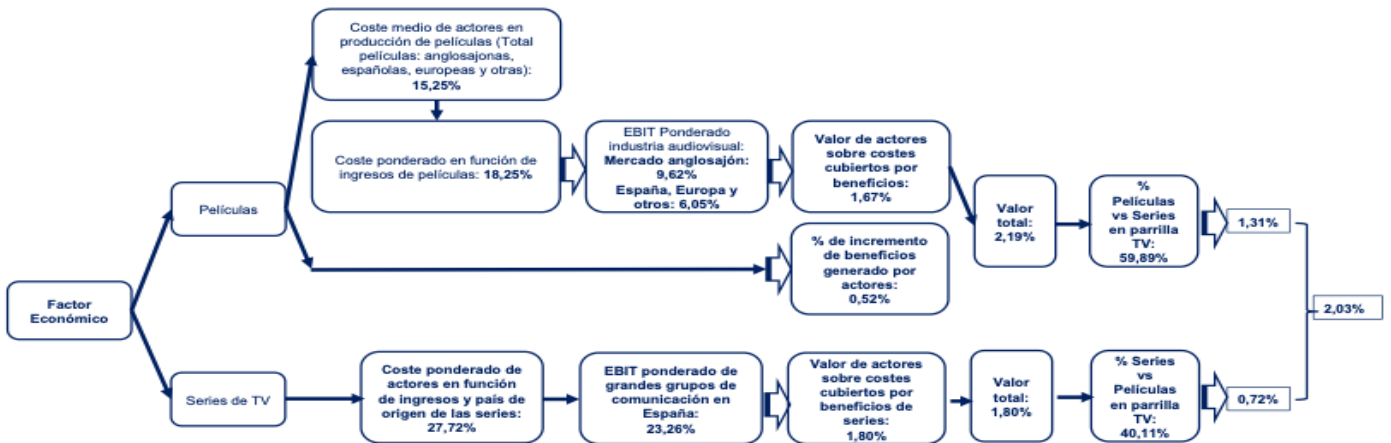 Coste medio de actores en
producción de películas (Total
películas: anglosajonas,
españolas, europeas y otras):
15,25%
Coste ponderado en función de
ingresos de películas: 18,25%
EBIT Ponderado
industria audiovisual:
Mercado anglosajón:
9,62%
España, Europa y
otros: 6,05%
Valor de actores
sobre costes
cubiertos por
beneficios:
1,67%
Películas
Valor
total:
2,19%
%
Películas
vs Series
en parrilla
TV:
59,89%
1,31%
% de incremento
de beneficios
generado por
actores:
0,52%
Factor
Económico
2,03%
Series de TV
Coste ponderado de
actores en función
de ingresos y país de
origen de las series:
27,72%
EBIT ponderado de
grandes grupos de
comunicación en
España:
23,26%
Valor de actores
sobre costes
cubiertos por
beneficios de
series:
1,80%
Valor
total:
1,80%
% Series
vs
Películas
en parrilla
TV:
40,11%
0,72%